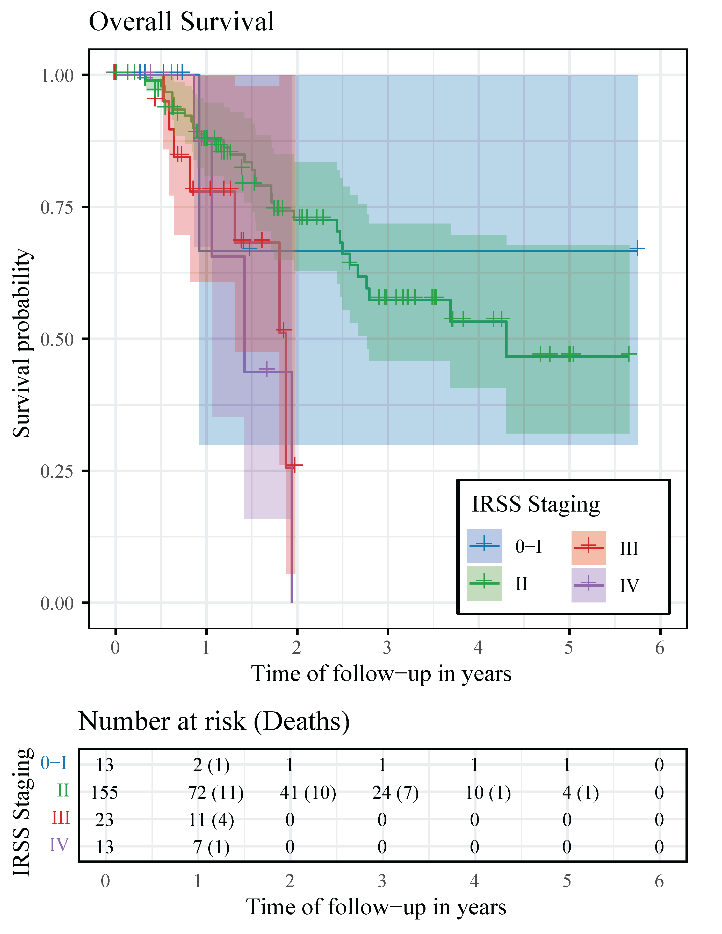 Overall Survival
1.00
0.75
0.50
0.25
0.00
Survival probability
IRSS Staging
0−I III
II IV
0 1 2 3 4 5 6
Time of follow−up in years
Number at risk (Deaths)
IRSS Staging
0−I 13 2 (1) 1 1 1 1 0
II 155 72 (11) 41 (10) 24 (7) 10 (1) 4 (1) 0
III 23 11 (4) 0 0 0 0 0
IV 13 7 (1) 0 0 0 0 0
0 1 2 3 4 5 6
Time of follow−up in years